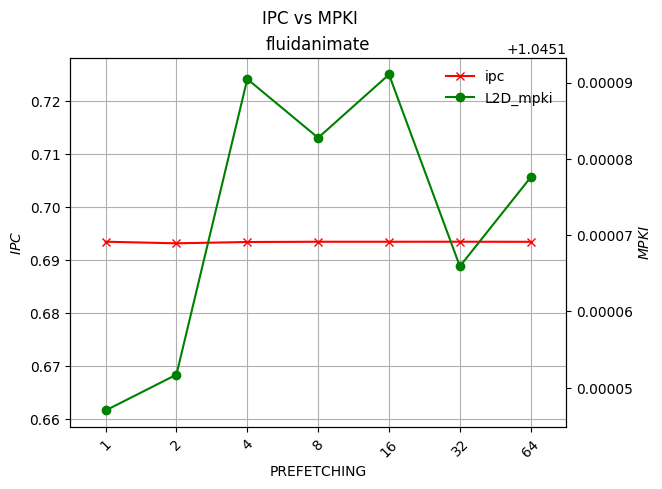 IPC vs MPKI
fluidanimate
+1.0451
ipc
L2D_mpki
0.72
0.71
0.70
0.69
0.68
0.67
0.66
IPC
0.00009
0.00008
0.00007
0.00006
0.00005
MPKI
1
2
4
8
16
32
64
PREFETCHING